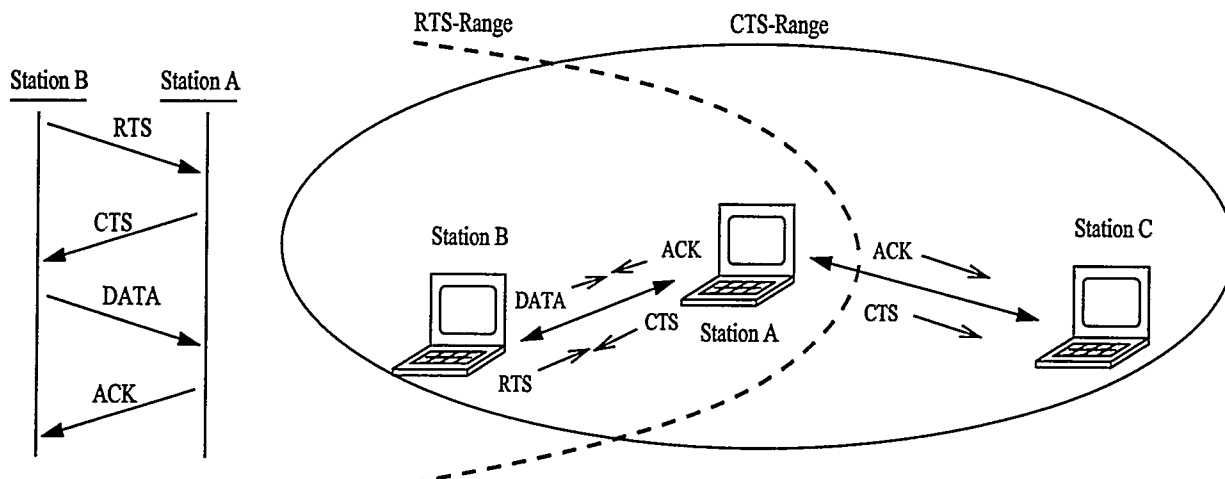 RTS-Range
CTS-Range
Station B
Station A
RTS
CTS
DATA
ACK
Station B
ACK
DATA
CTS
RTS
Station A
ACK
CTS
Station C